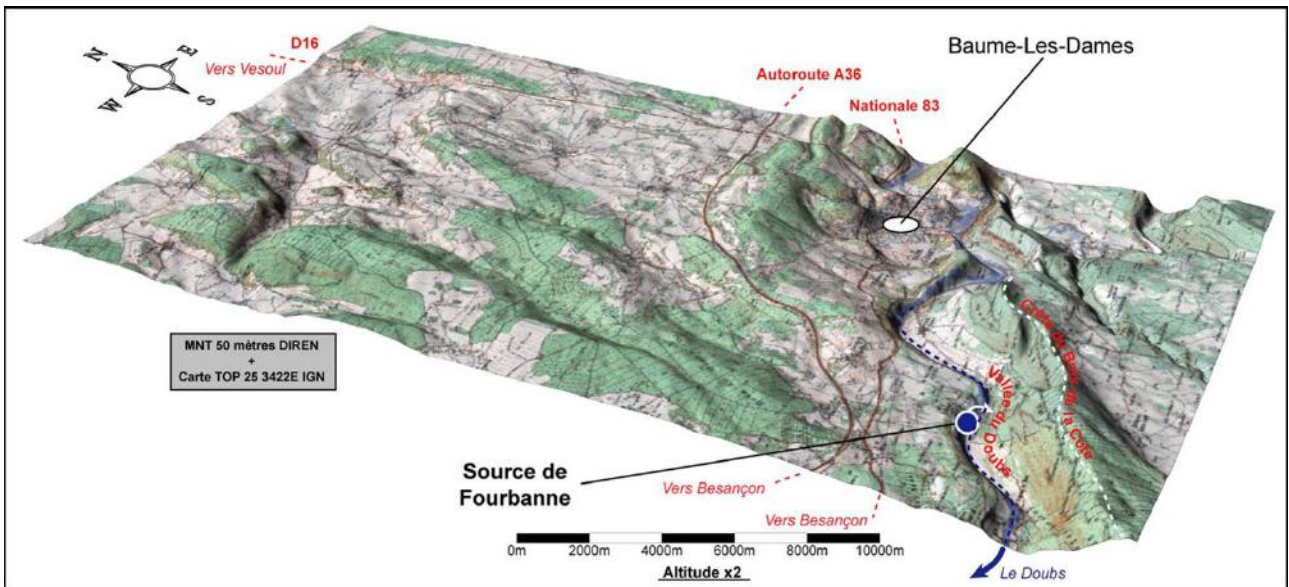 N
E
W
S
D16
Vers Vesoul
Baume-Les-Dames
Autoroute A36
Nationale 83
MNT 50 mètres DIREN
+
Carte TOP 25 3422E IGN
Vallée du Doubs
Source de
Fourbanne
Vers Besançon
Vers Besançon
0m 2000m 4000m 6000m 8000m 10000m
Altitude x2
Le Doubs